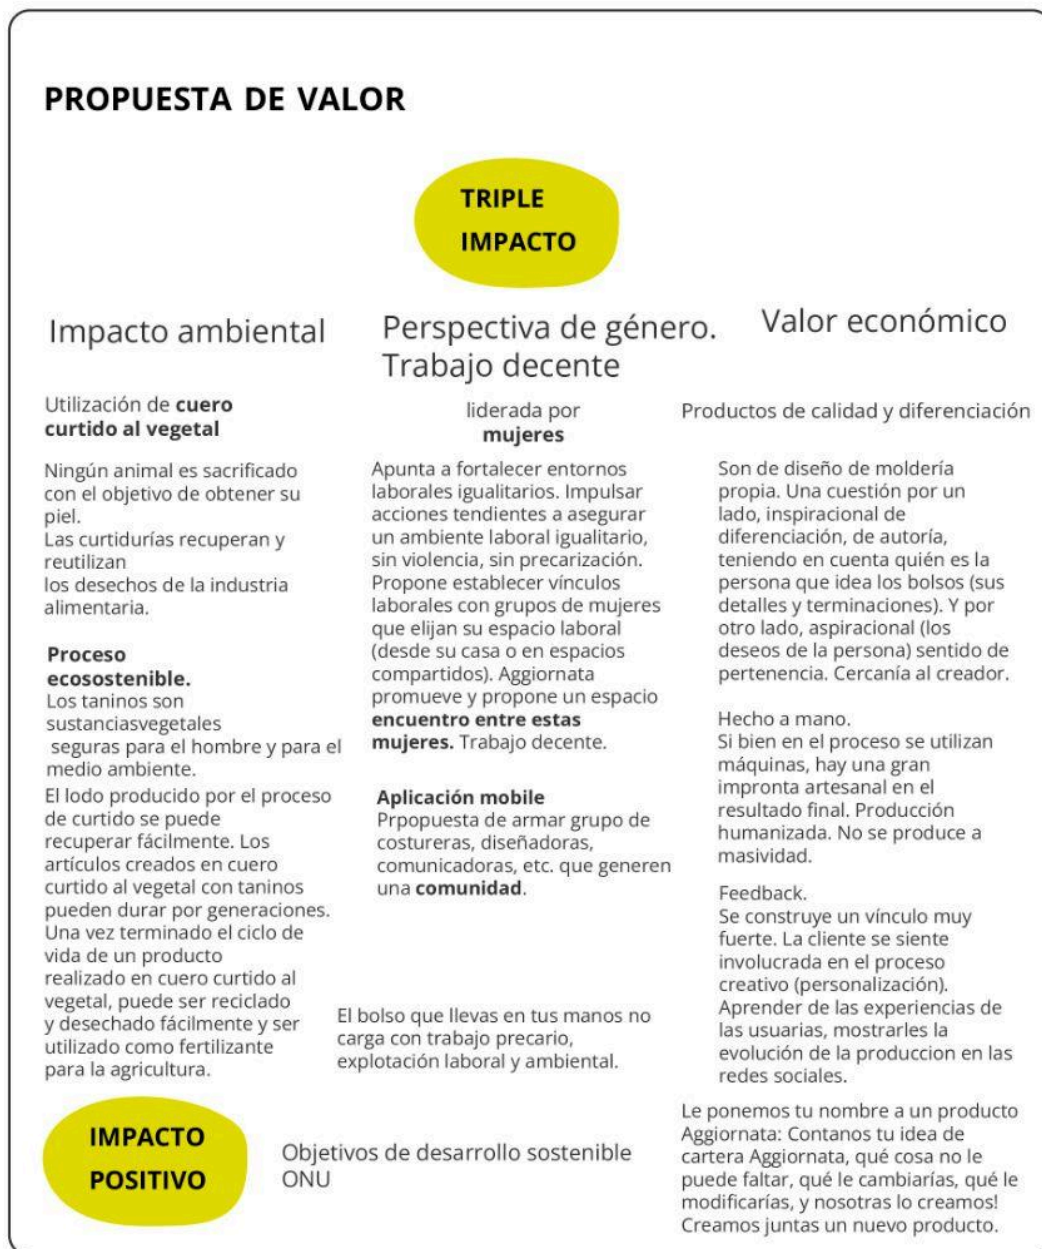 PROPUESTA DE VALOR
TRIPLE
IMPACTO
Impacto ambiental
Utilización de cuero
curtido al vegetal
Ningún animal es sacrificado
con el objetivo de obtener su
piel.
Las curtidurías recuperan y
reutilizan
los desechos de la industria
alimentaria.
Proceso
ecosostenible.
Los taninos son
sustanciasvegetales
seguras para el hombre y para el
medio ambiente.
El lodo producido por el proceso
de curtido se puede
recuperar fácilmente. Los
artículos creados en cuero
curtido al vegetal con taninos
pueden durar por generaciones.
Una vez terminado el ciclo de
vida de un producto
realizado en cuero curtido al
vegetal, puede ser reciclado
y desechado fácilmente y ser
utilizado como fertilizante
para la agricultura.
Perspectiva de género.
Trabajo decente
liderada por
mujeres
Apunta a fortalecer entornos
laborales igualitarios. Impulsar
acciones tendientes a asegurar
un ambiente laboral igualitario,
sin violencia, sin precarización.
Propone establecer vínculos
laborales con grupos de mujeres
que elijan su espacio laboral
(desde su casa o en espacios
compartidos). Aggiornata
promueve y propone un espacio
encuentro entre estas
mujeres. Trabajo decente.
Aplicación mobile
Prpopuesta de armar grupo de
costureras, diseñadoras,
comunicadoras, etc. que generen
una comunidad.
El bolso que llevas en tus manos no
carga con trabajo precario,
explotación laboral y ambiental.
Valor económico
Productos de calidad y diferenciación
Son de diseño de moldería
propia. Una cuestión por un
lado, inspiracional de
diferenciación, de autoría,
teniendo en cuenta quién es la
persona que idea los bolsos (sus
detalles y terminaciones). Y por
otro lado, aspiracional (los
deseos de la persona) sentido de
pertenencia. Cercanía al creador.
Hecho a mano.
Si bien en el proceso se utilizan
máquinas, hay una gran
impronta artesanal en el
resultado final. Producción
humanizada. No se produce a
masividad.
Feedback.
Se construye un vínculo muy
fuerte. La cliente se siente
involucrada en el proceso
creativo (personalización).
Aprender de las experiencias de
las usuarias, mostrarles la
evolución de la produccion en las
redes sociales.
Le ponemos tu nombre a un producto
Aggiornata: Contanos tu idea de
cartera Aggiornata, qué cosa no le
puede faltar, qué le cambiarías, qué le
modificarías, y nosotras lo creamos!
Creamos juntas un nuevo producto.
IMPACTO
POSITIVO
Objetivos de desarrollo sostenible
ONU